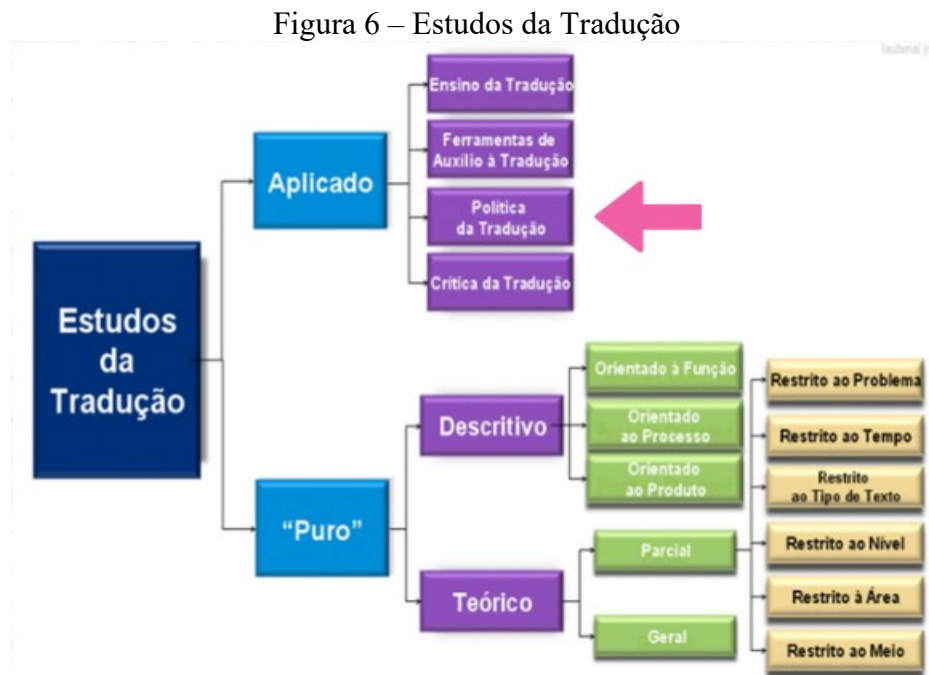 Figura 6 – Estudos da Tradução
Ensino da Tradução
Ferramentas de
Auxílio à Tradução
Aplicado
Política
da Tradução
Crítica da Tradução
Estudos
da
Tradução
Orientado à Função
Restrito ao Problema
Descritivo
Orientado
ao Processo
Restrito ao Tempo
Orientado
ao Produto
Restrito
ao Tipo de Texto
“Puro”
Parcial
Restrito ao Nível
Teórico
Restrito à Área
Geral
Restrito ao Meio